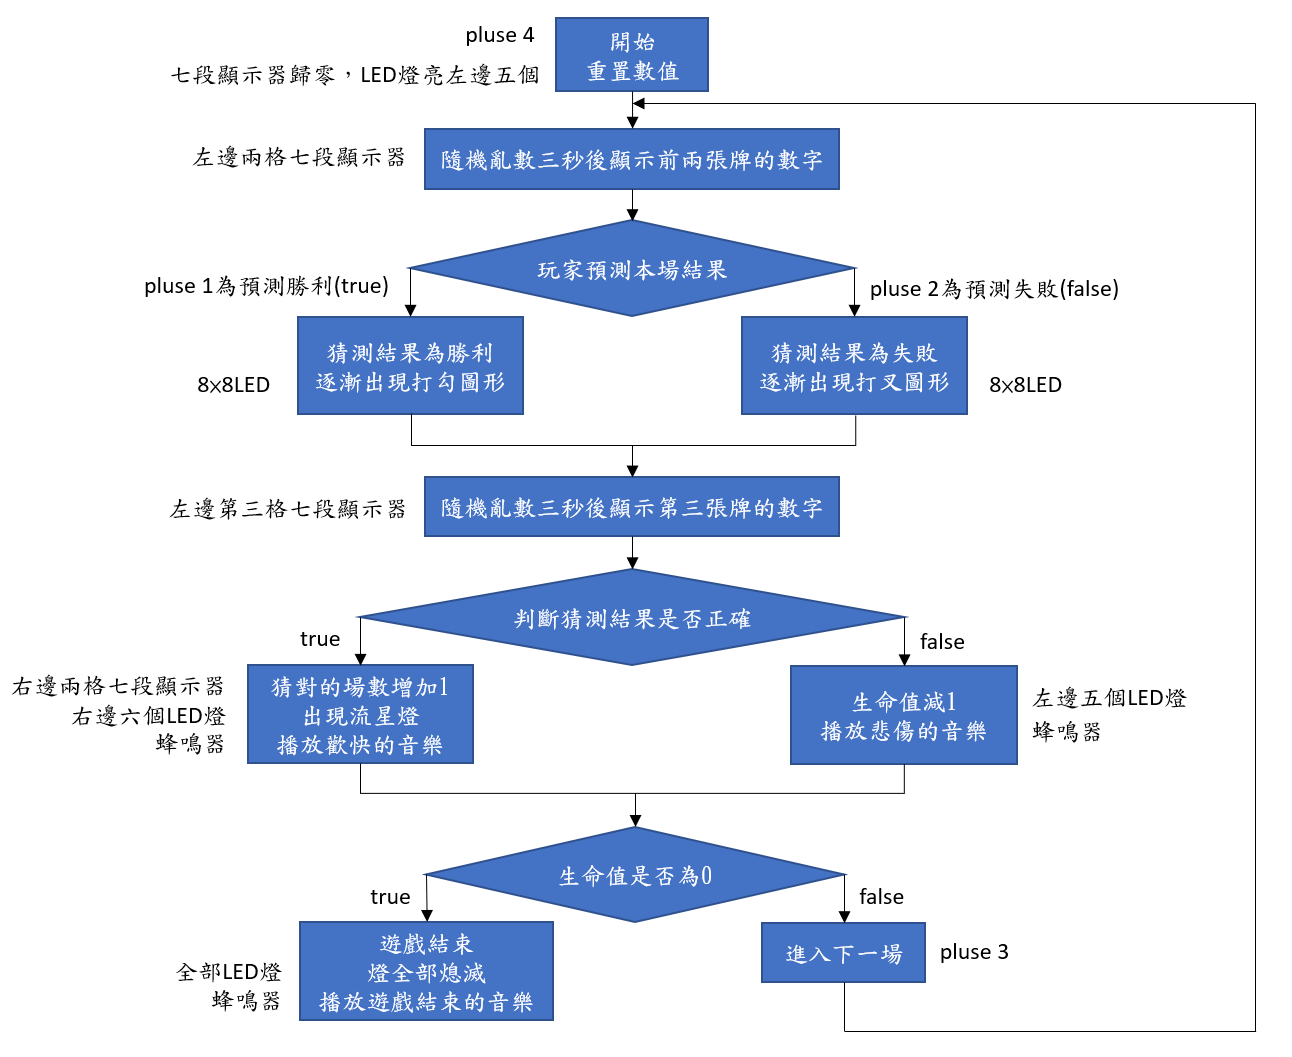 pluse 4
開始
重置數值
七段顯示器歸零，LED燈亮左邊五個
左邊兩格七段顯示器
隨機亂數三秒後顯示前兩張牌的數字
玩家預測本場結果
pluse 1為預測勝利(true)
pluse 2為預測失敗(false)
猜測結果為勝利
逐漸出現打勾圖形
8×8LED
猜測結果為失敗
逐漸出現打叉圖形
8×8LED
左邊第三格七段顯示器
隨機亂數三秒後顯示第三張牌的數字
判斷猜測結果是否正確
true
false
右邊兩格七段顯示器
右邊六個LED燈
蜂鳴器
猜對的場數增加1
出現流星燈
播放歡快的音樂
生命值減1
播放悲傷的音樂
左邊五個LED燈
蜂鳴器
生命值是否為0
true
false
全部LED燈
蜂鳴器
遊戲結束
燈全部熄滅
播放遊戲結束的音樂
進入下一場
pluse 3